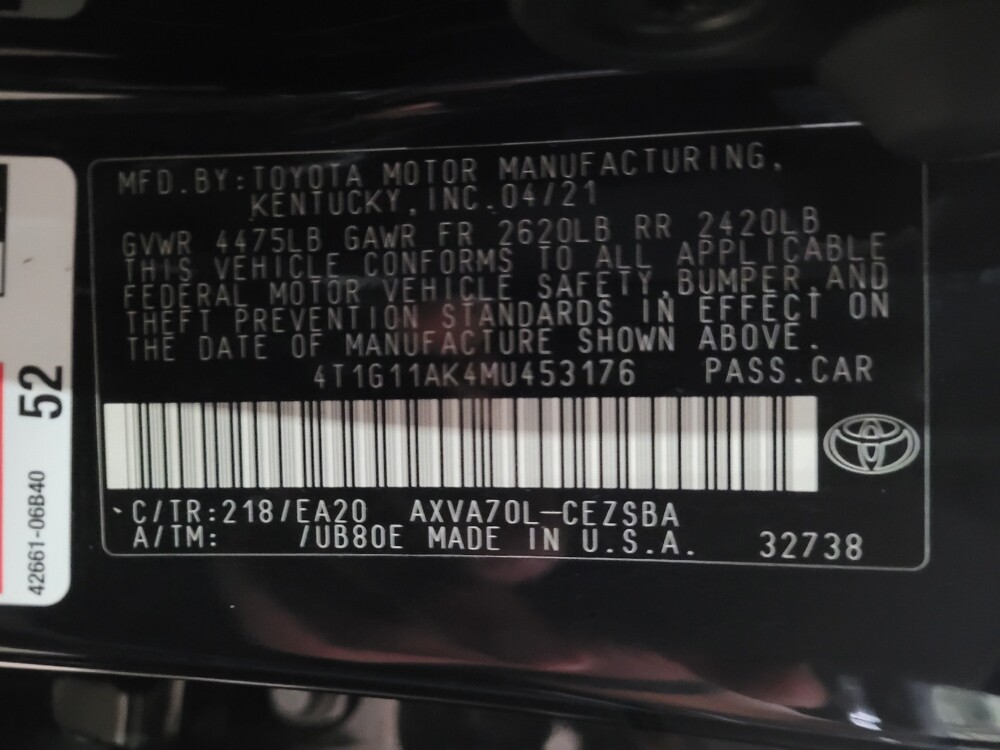 MFD.BY:TOYOTA MOTOR MANUFACTURING,
KENTUCKY,INC.04/21
GVWR 4475LB GAWR FR 2620LB RR 2420LB
THIS VEHICLE CONFORMS TO ALL APPLICABLE
FEDERAL MOTOR VEHICLE SAFETY,BUMPER,AND
THEFT PREVENTION STANDARDS IN EFFECT ON
THE DATE OF MANUFACTURE SHOWN ABOVE.
4T1G11AK4MU453176 PASS.CAR
C/TR:218/EA20 AXVA70L-CEZSBA
A/TM: /UB80E MADE IN U.S.A. 32738
52
42661-06B40